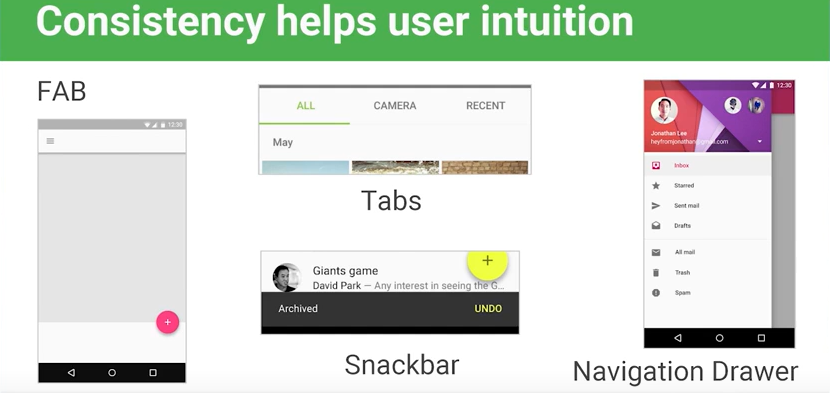 Consistency helps user intuition
FAB
12:30
ALL CAMERA RECENT
May
Tabs
Giants game
David Park — Any interest in seeing the G...
Archived UNDO
Snackbar
12:30
Jonathan Lee
heyfromjonathan@gmail.com
Inbox
Starred
Sent mail
Drafts
All mail
Trash
Spam
Navigation Drawer